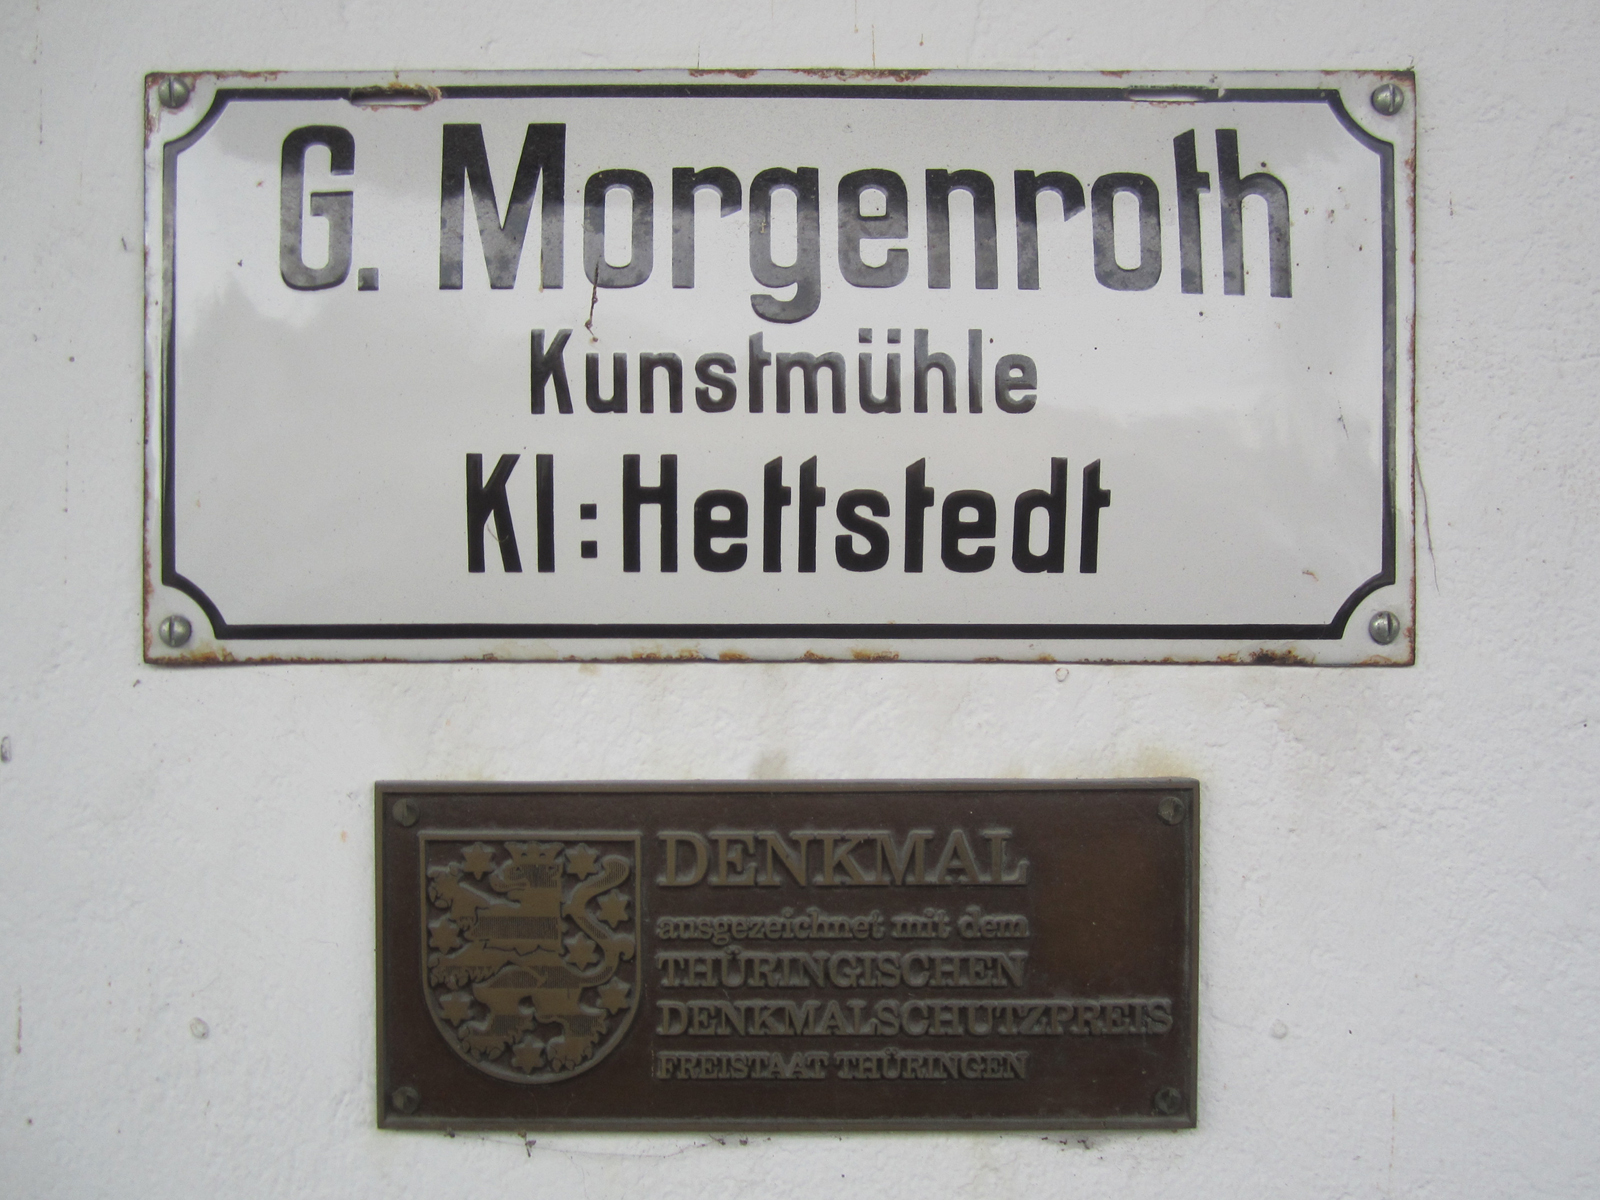 G. Morgenroth
Kunstmühle
Kl:Hettstedt
DENKMAL
ausgezeichnet mit dem
THÜRINGISCHEN
DENKMALSCHUTZPREIS
FREISTAAT THÜRINGEN